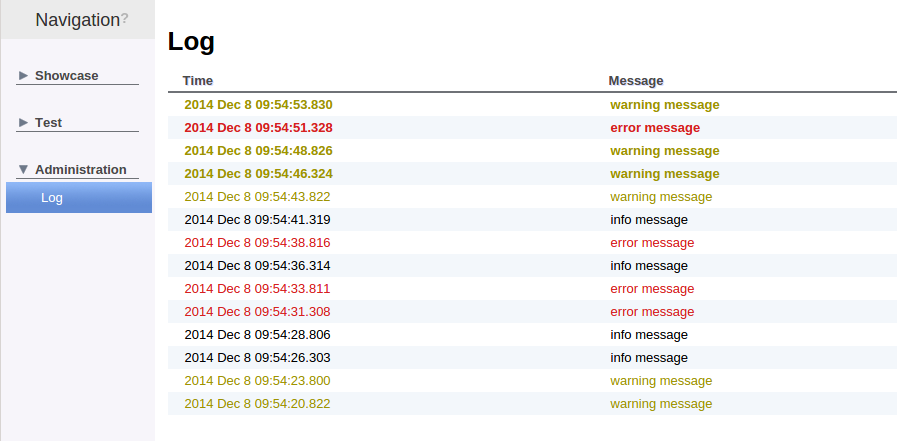 Navigation?
Showcase
Test
Administration
Log
Log
Time Message
2014 Dec 8 09:54:53.830 warning message
2014 Dec 8 09:54:51.328 error message
2014 Dec 8 09:54:48.826 warning message
2014 Dec 8 09:54:46.324 warning message
2014 Dec 8 09:54:43.822 warning message
2014 Dec 8 09:54:41.319 info message
2014 Dec 8 09:54:38.816 error message
2014 Dec 8 09:54:36.314 info message
2014 Dec 8 09:54:33.811 error message
2014 Dec 8 09:54:31.308 error message
2014 Dec 8 09:54:28.806 info message
2014 Dec 8 09:54:26.303 info message
2014 Dec 8 09:54:23.800 warning message
2014 Dec 8 09:54:20.822 warning message